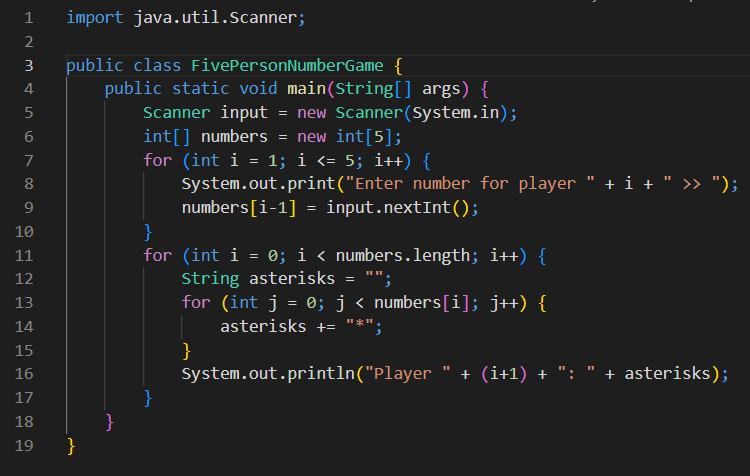 1 import java.util.Scanner;
2
3 public class FivePersonNumberGame {
4     public static void main(String[] args) {
5         Scanner input = new Scanner(System.in);
6         int[] numbers = new int[5];
7         for (int i = 1; i <= 5; i++) {
8             System.out.print("Enter number for player " + i + " >> ");
9             numbers[i-1] = input.nextInt();
10         }
11         for (int i = 0; i < numbers.length; i++) {
12             String asterisks = "";
13             for (int j = 0; j < numbers[i]; j++) {
14                 asterisks += "*";
15             }
16             System.out.println("Player " + (i+1) + ": " + asterisks);
17         }
18     }
19 }